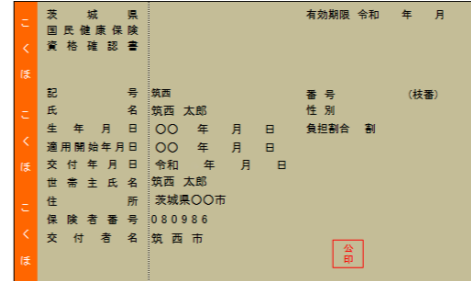 こくほ こくほ こくほ
茨城県 有効期限 令和 年 月
国民健康保険
資格確認書
記号 筑西 番号 (枝番)
氏名 筑西 太郎 性別
生年月日 〇〇 年 月 日 負担割合 割
適用開始年月日 〇〇 年 月 日
交付年月日 令和 年 月 日
世帯主氏名 筑西 太郎
住所 茨城県〇〇市
保険者番号 080986
交付者名 筑西市
公印